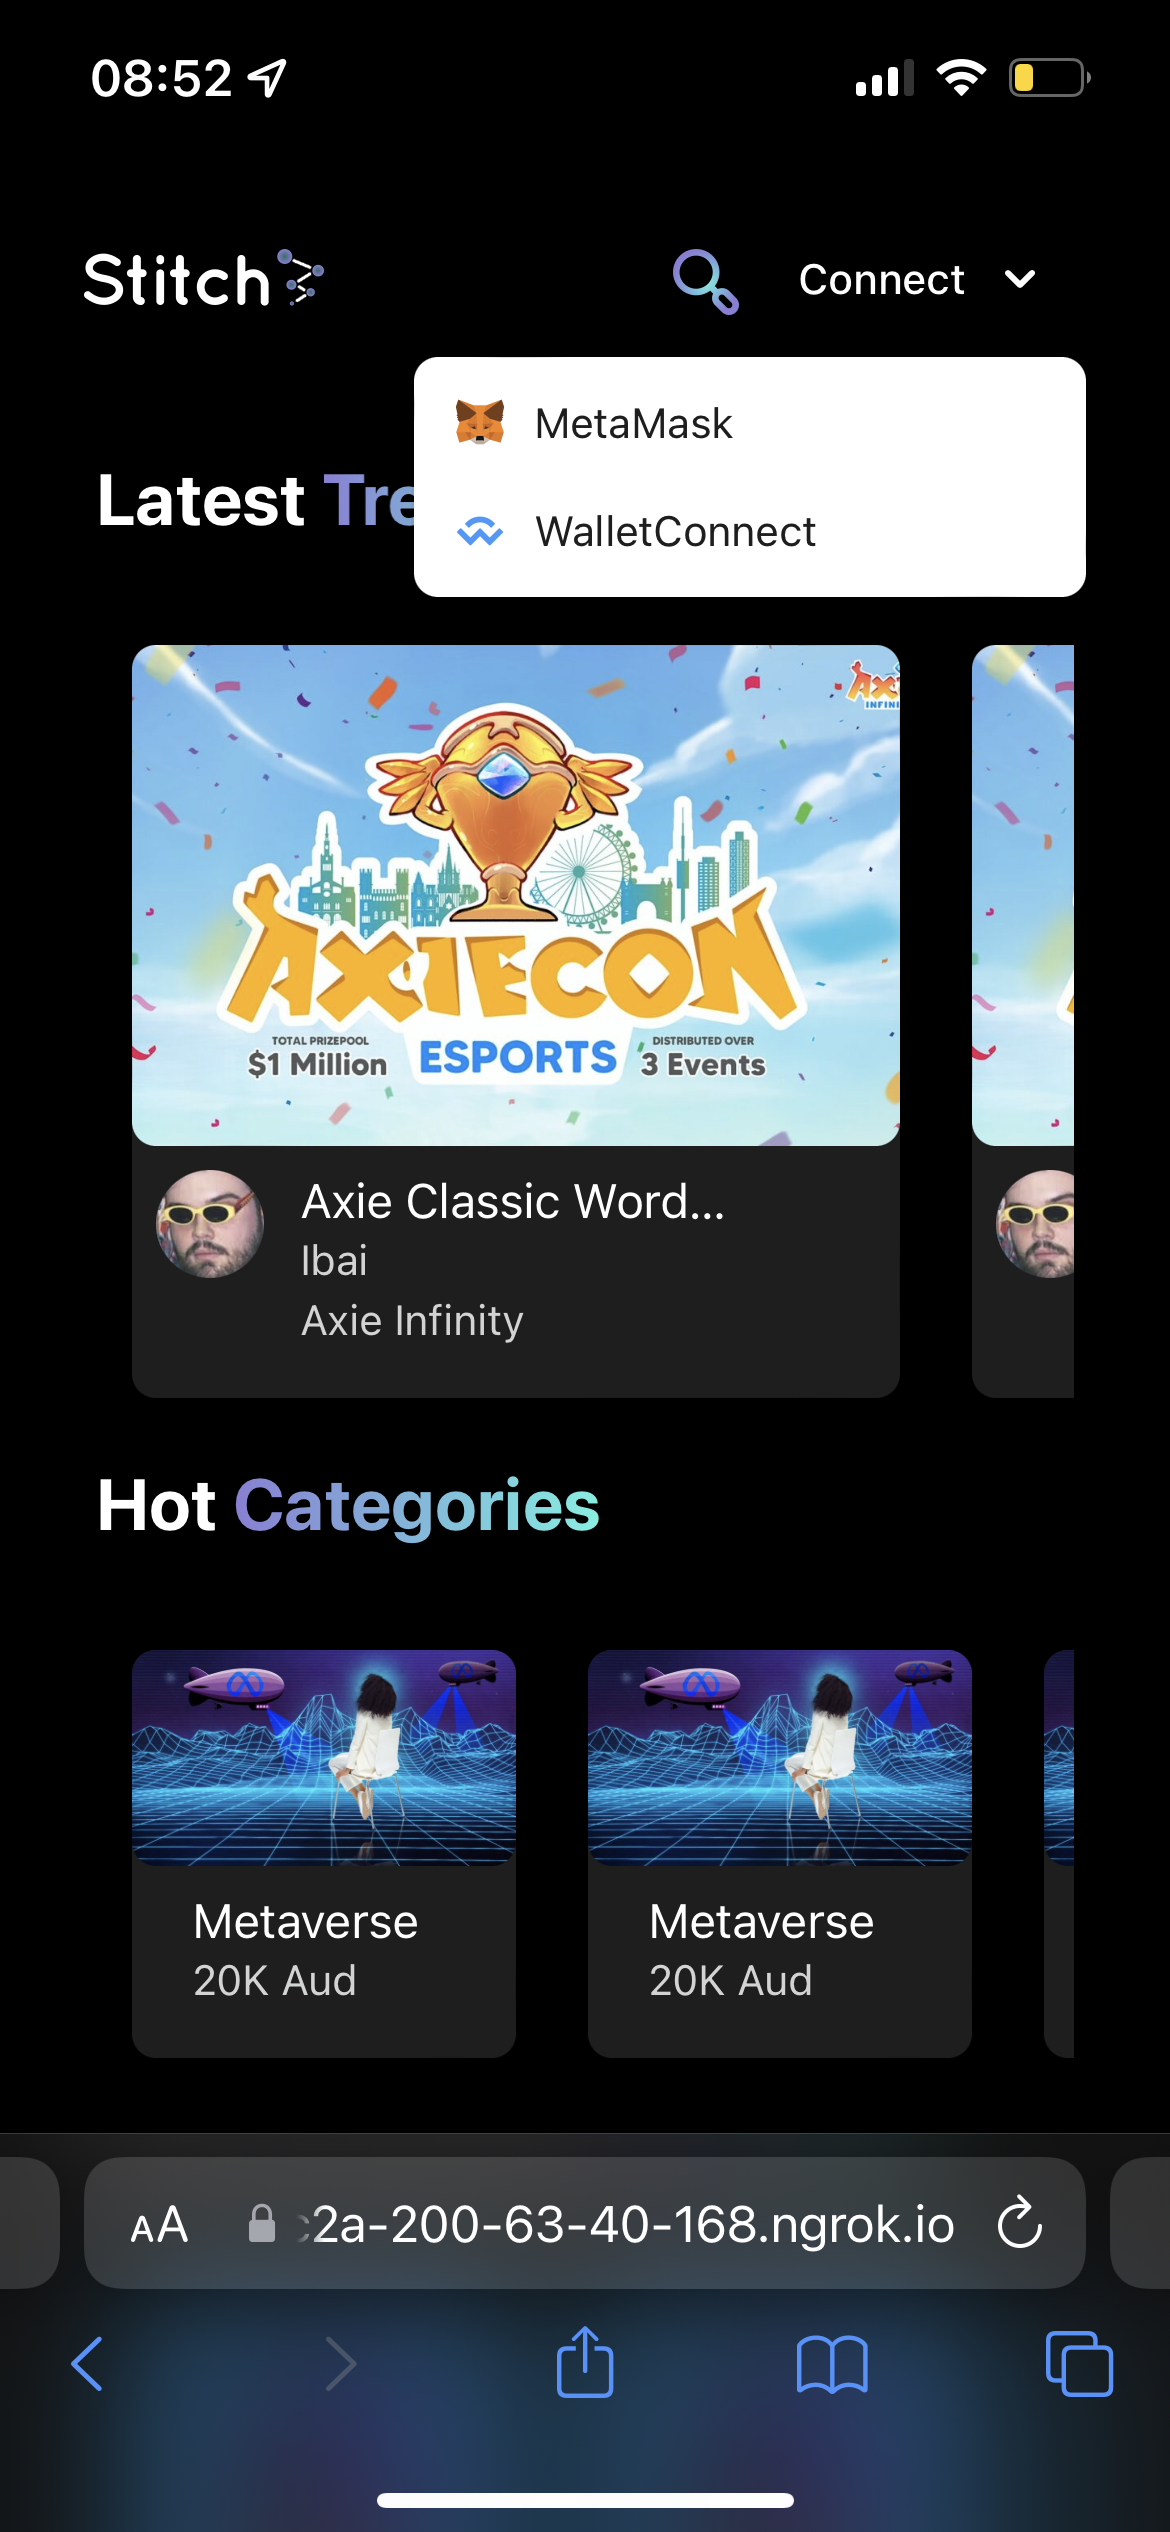 08:52
Stitch
Connect
MetaMask
WalletConnect
Latest Tre
AXIE
INFINI
AXIECON
TOTAL PRIZEPOOL
$1 Million
ESPORTS
DISTRIBUTED OVER
3 Events
Axie Classic Word...
Ibai
Axie Infinity
Hot Categories
Metaverse
20K Aud
Metaverse
20K Aud
AA
2a-200-63-40-168.ngrok.io